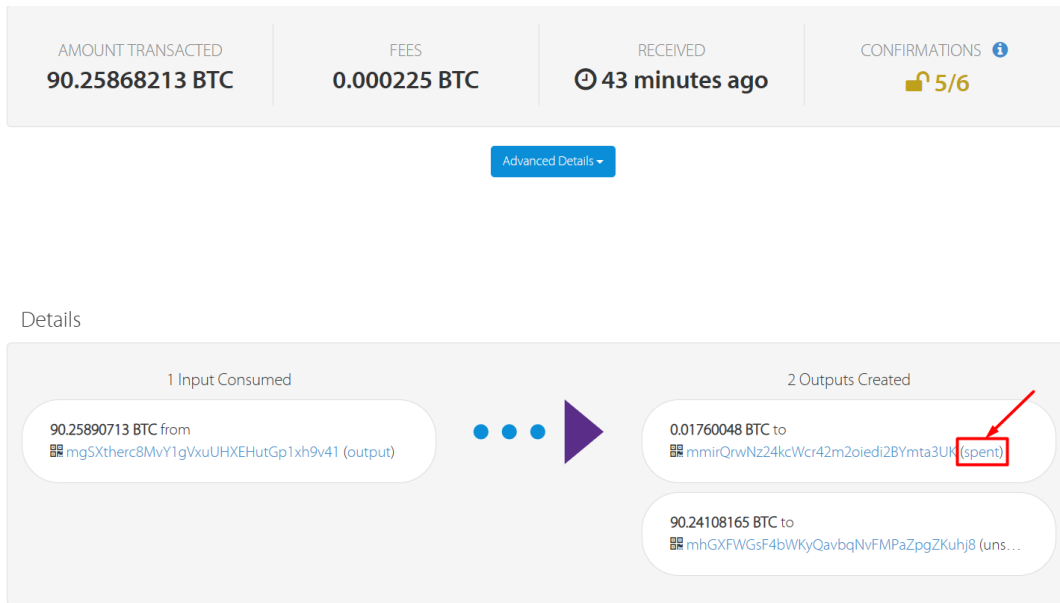 AMOUNT TRANSACTED
90.25868213 BTC
FEES
0.000225 BTC
RECEIVED
43 minutes ago
CONFIRMATIONS
5/6
Advanced Details
Details
1 Input Consumed
90.25890713 BTC from
mgSXtherc8MvY1gVxuUHXEHutGp1xh9v41 (output)
2 Outputs Created
0.01760048 BTC to
mmirQrwNz24kcWcr42m2oiedi2BYmta3UK (spent)
90.24108165 BTC to
mhGXFWGsF4bWKyQavbqNvFMPaZpgZKuhj8 (uns…